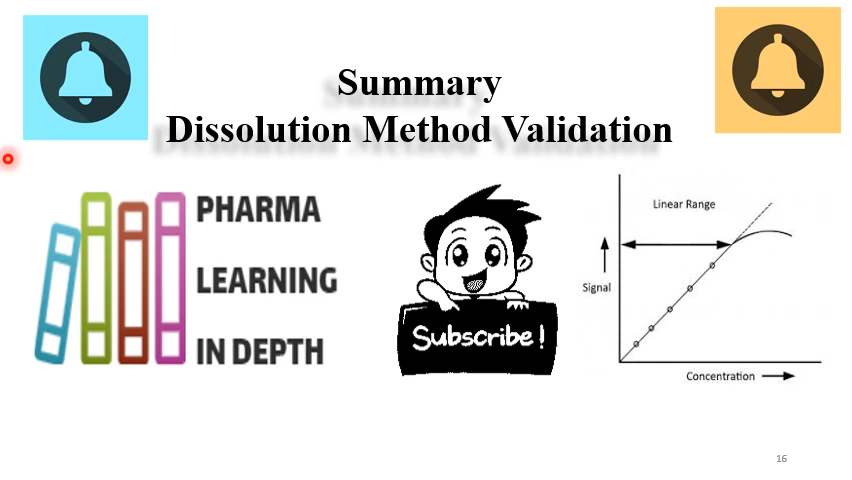 Summary
Dissolution Method Validation
PHARMA
LEARNING
IN DEPTH
Subscribe!
Linear Range
Signal
Concentration
16